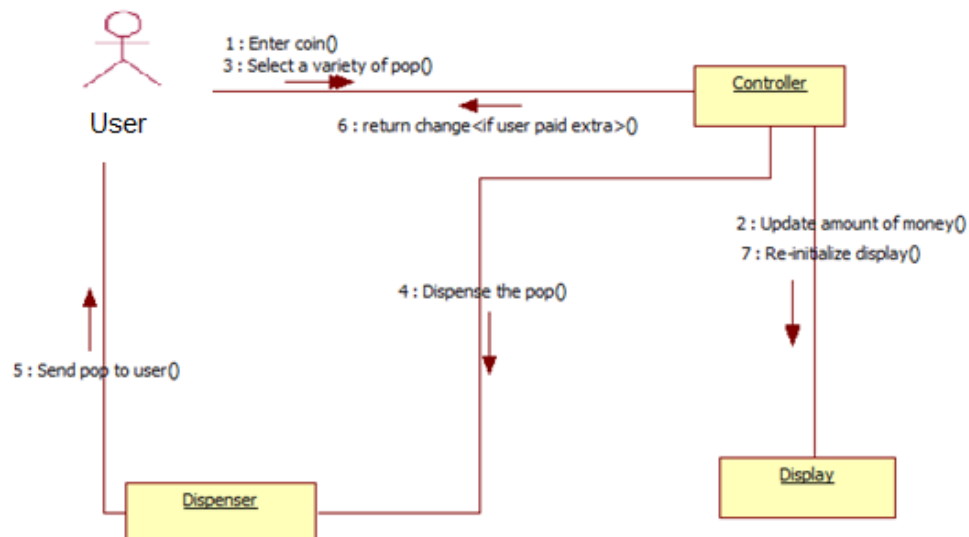 1 : Enter coin()
3 : Select a variety of pop()
Controller
User
6 : return change<if user paid extra>()
2 : Update amount of money()
7 : Re-initialize display()
4 : Dispense the pop()
5 : Send pop to user()
Display
Dispenser